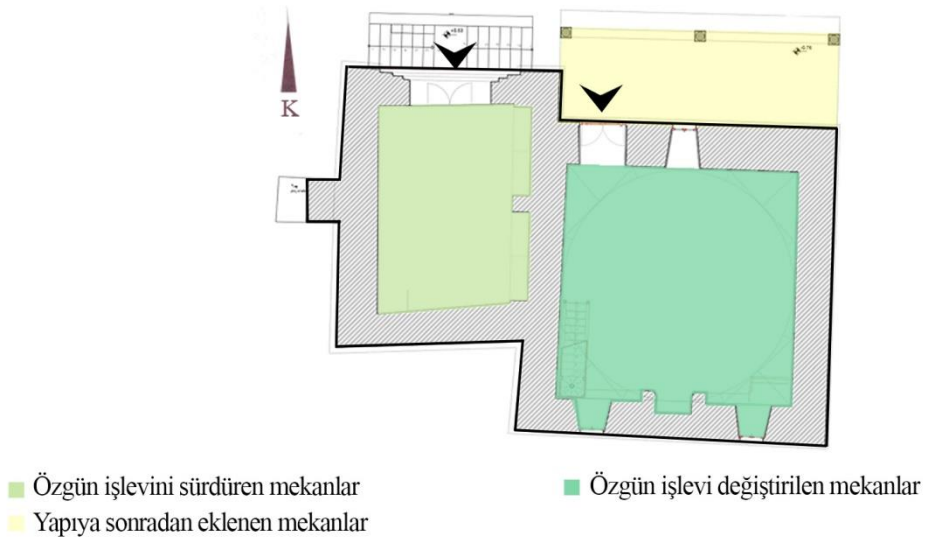 K
Özgün işlevini sürdüren mekanlar
Özgün işlevi değiştirilen mekanlar
Yapıya sonradan eklenen mekanlar